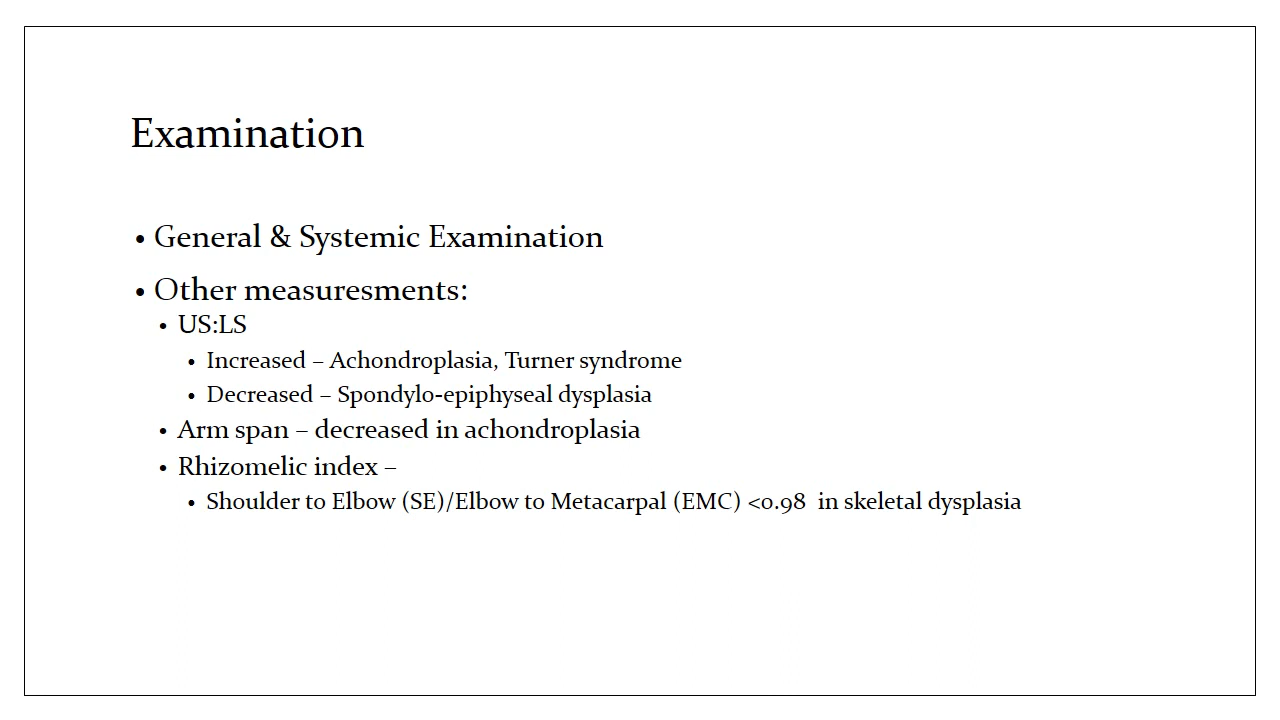 Examination
• General & Systemic Examination
• Other measuresments:
• US:LS
• Increased – Achondroplasia, Turner syndrome
• Decreased – Spondylo-epiphyseal dysplasia
• Arm span – decreased in achondroplasia
• Rhizomelic index –
• Shoulder to Elbow (SE)/Elbow to Metacarpal (EMC) <0.98  in skeletal dysplasia